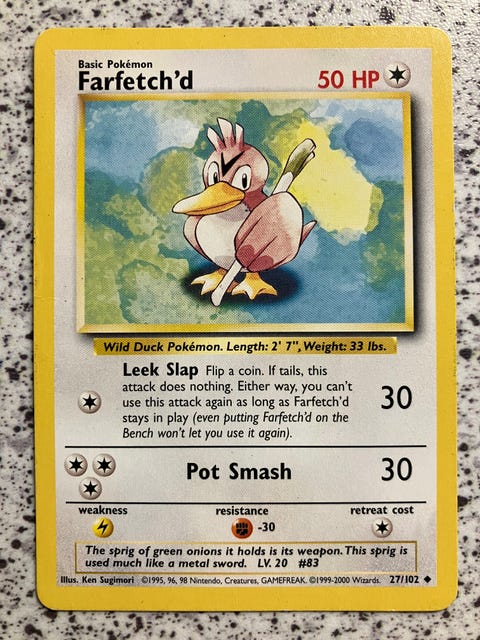 Basic Pokémon
Farfetch'd
50 HP
Wild Duck Pokémon. Length: 2' 7", Weight: 33 lbs.
Leek Slap Flip a coin. If tails, this
attack does nothing. Either way, you can't
use this attack again as long as Farfetch'd
stays in play (even putting Farfetch'd on the
Bench won't let you use it again).
30
Pot Smash
30
weakness
resistance
retreat cost
-30
The sprig of green onions it holds is its weapon. This sprig is
used much like a metal sword. LV. 20 #83
Illus. Ken Sugimori ©1995, 96, 98 Nintendo, Creatures, GAMEFREAK. ©1999-2000 Wizards. 27/102